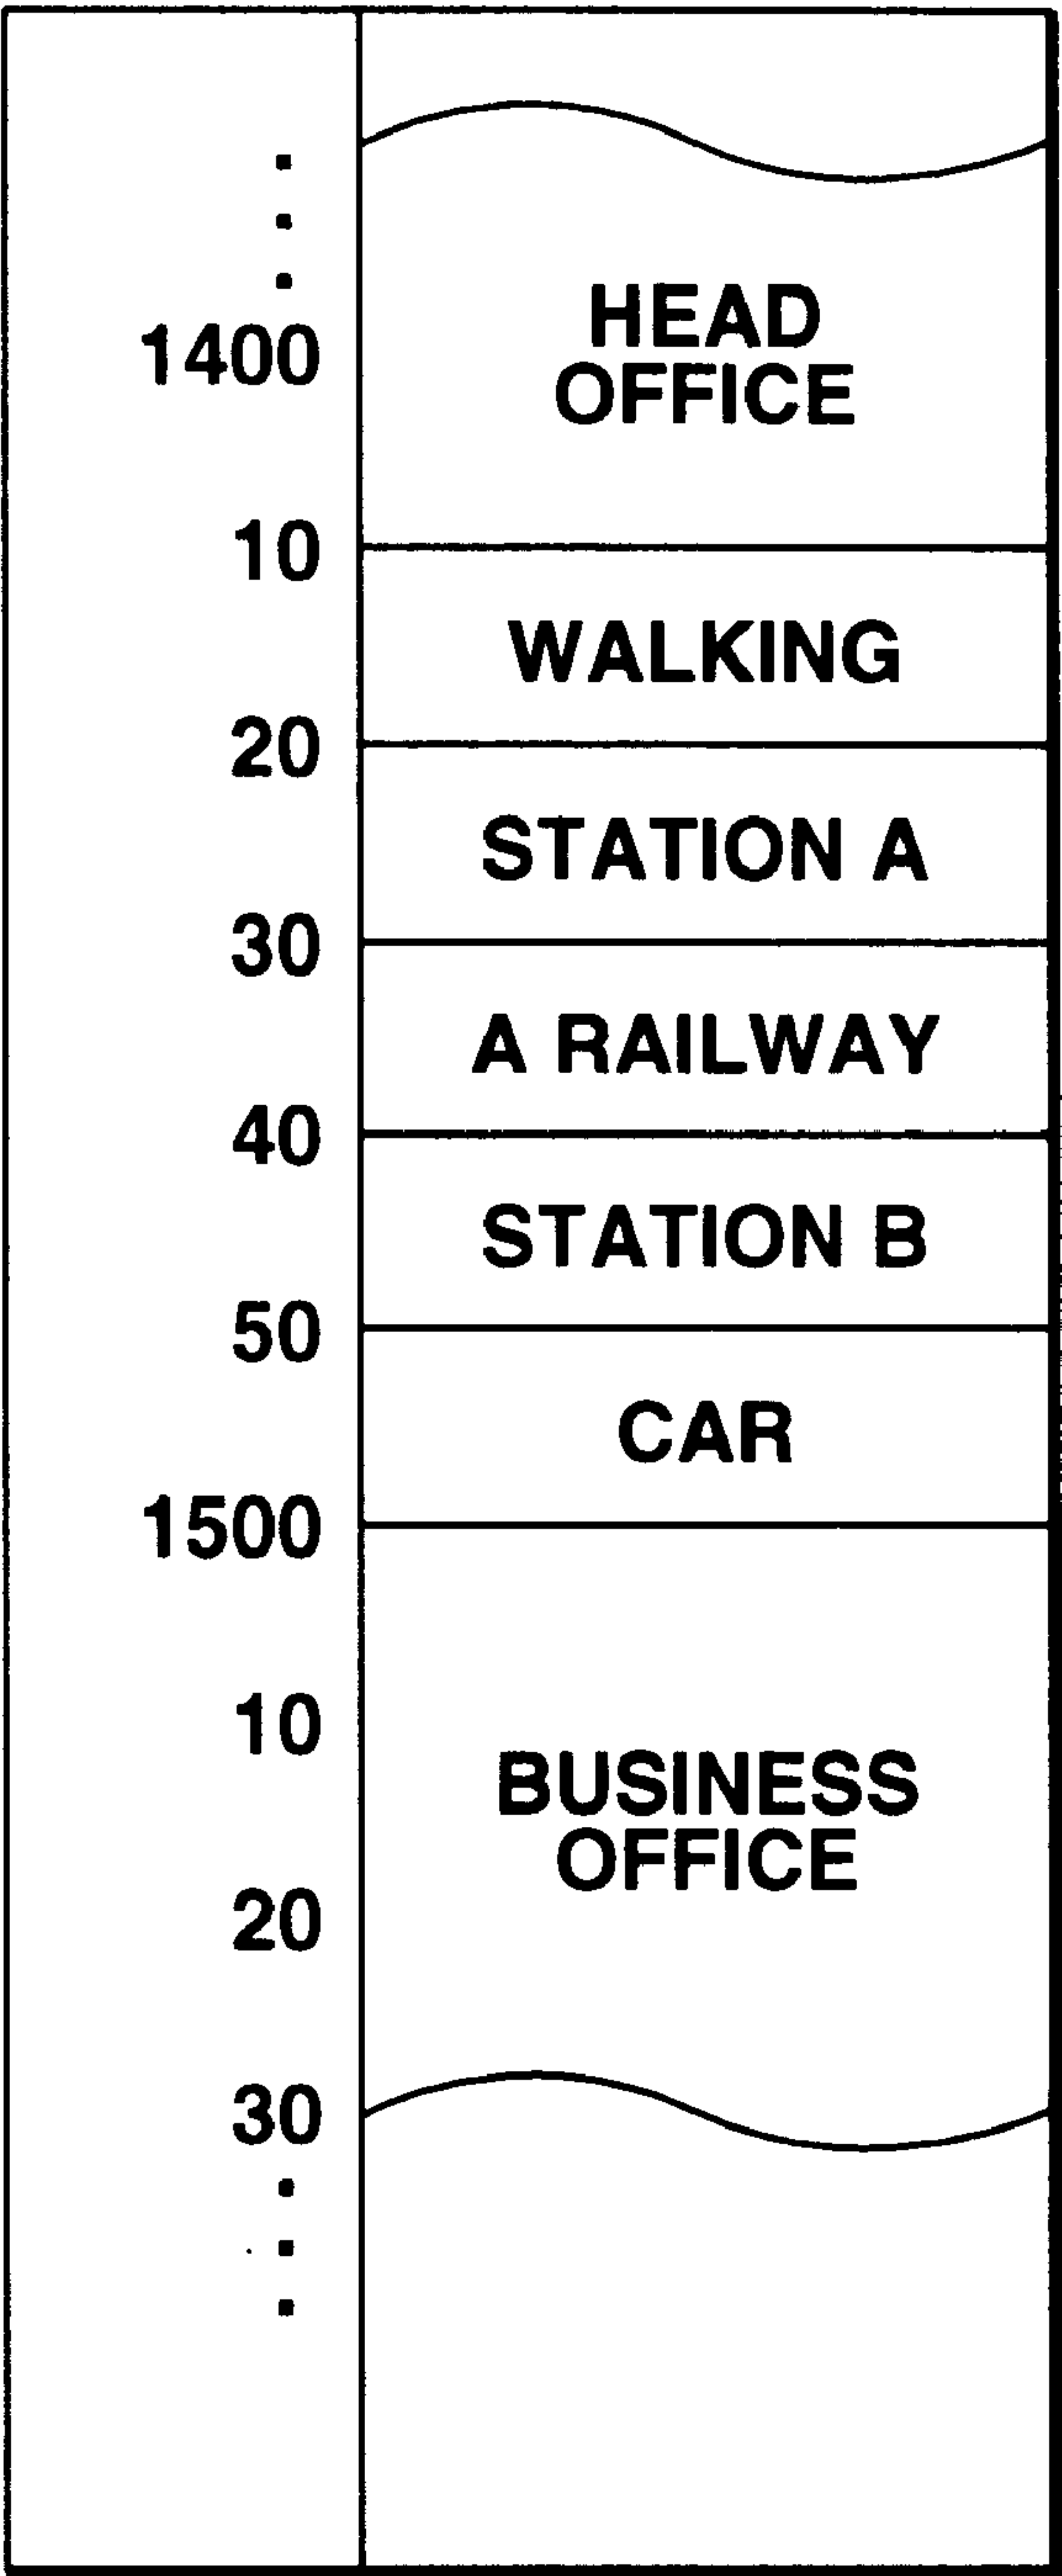 HEAD
1400
OFFICE
10
WALKING
20
STATION A
30
A RAILWAY
40
STATION B
50
CAR
1500
10
BUSINESS
OFFICE
20
30